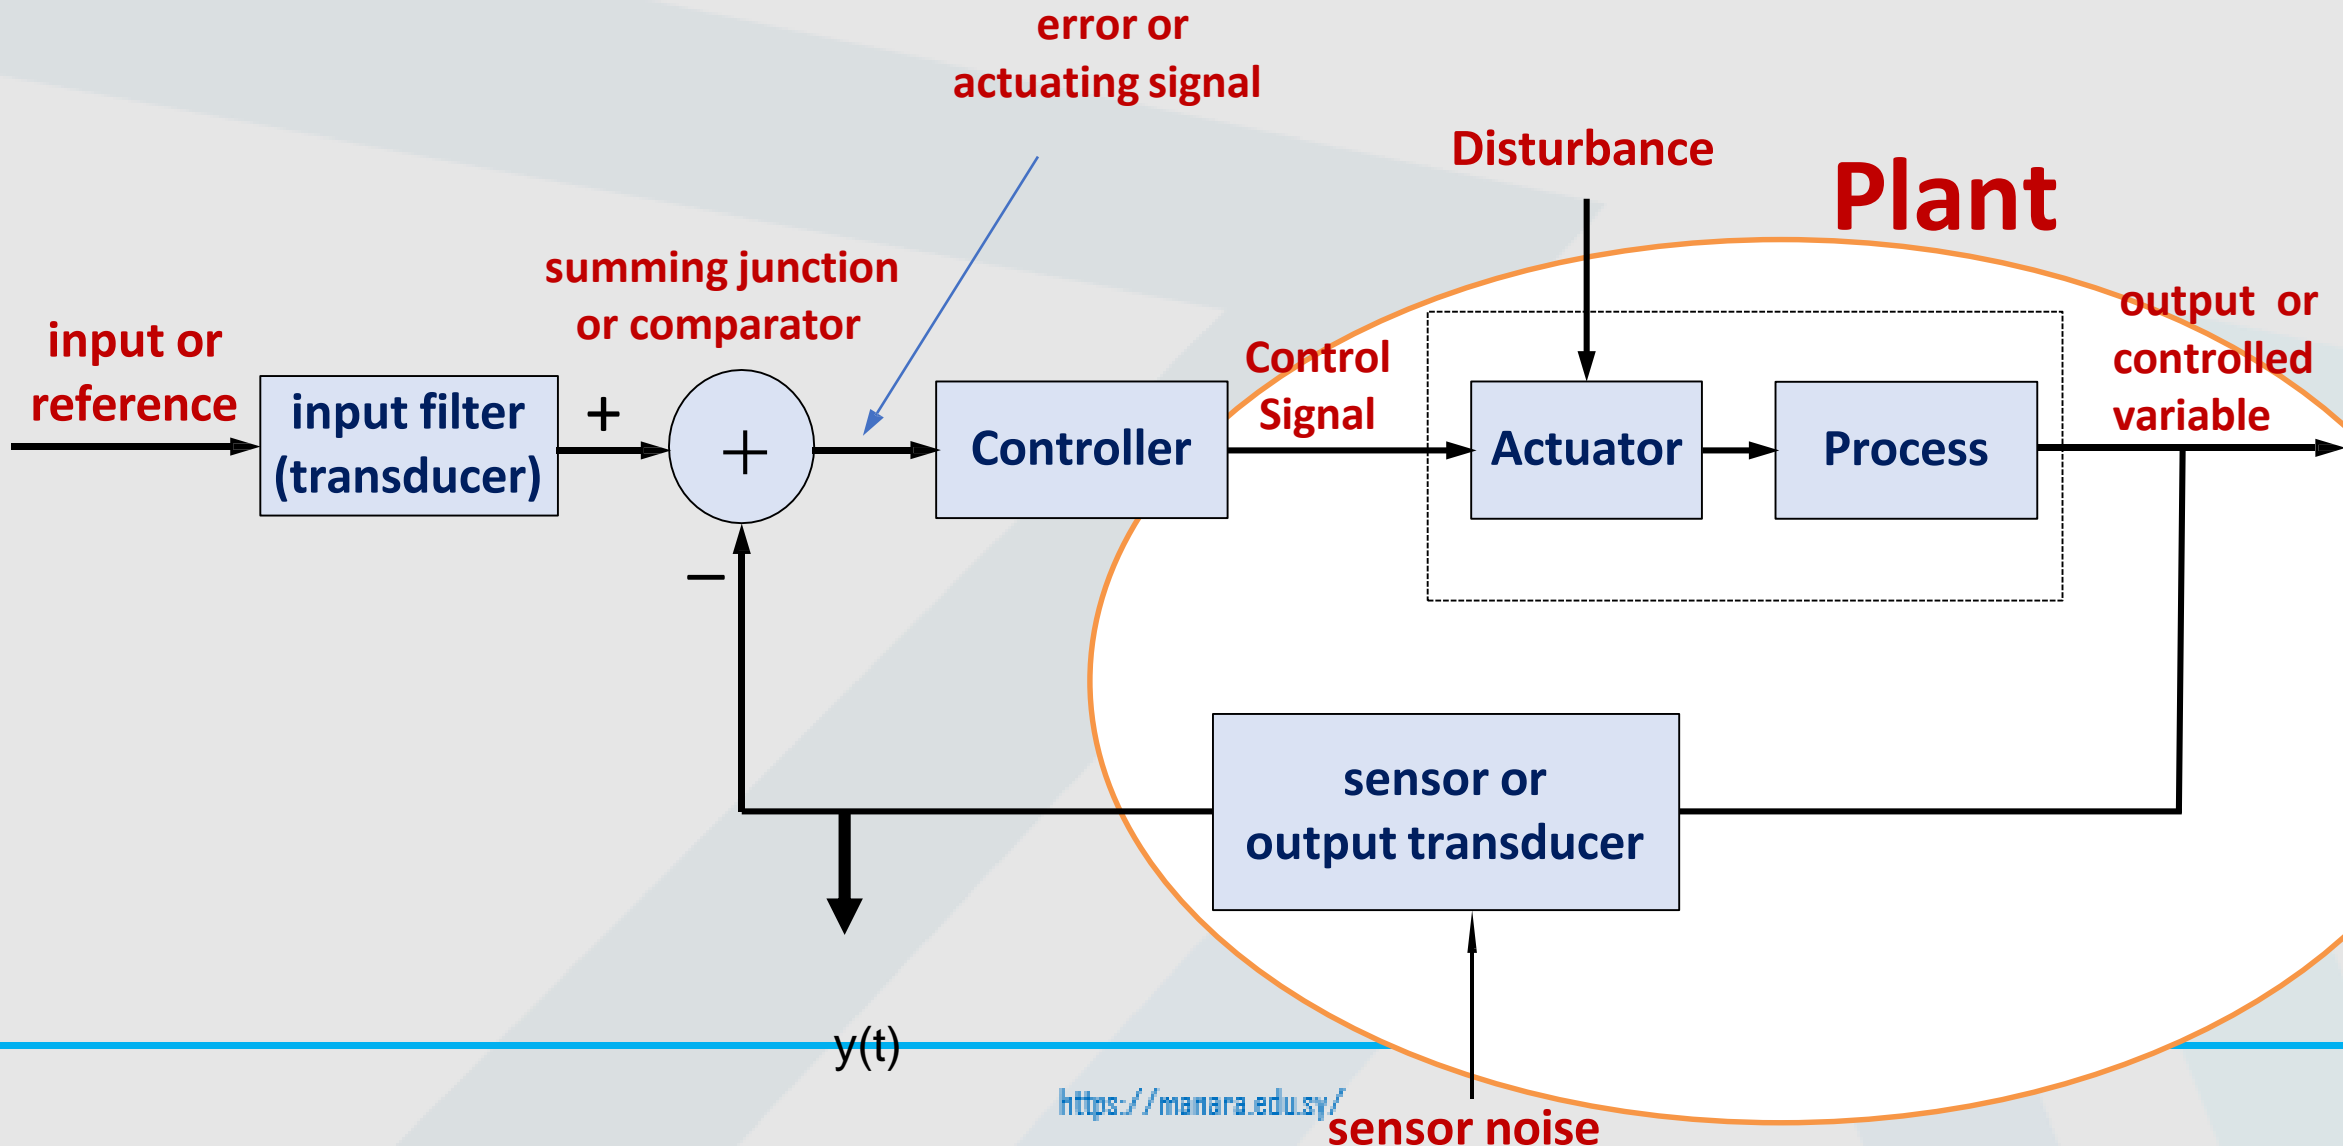 error or
actuating signal
Disturbance
Plant
summing junction
or comparator
input or
reference
output or
controlled
variable
Control
Signal
input filter
(transducer)
+
+
Controller
Actuator
Process
−
sensor or
output transducer
y(t)
https://manara.edu.sy/
sensor noise